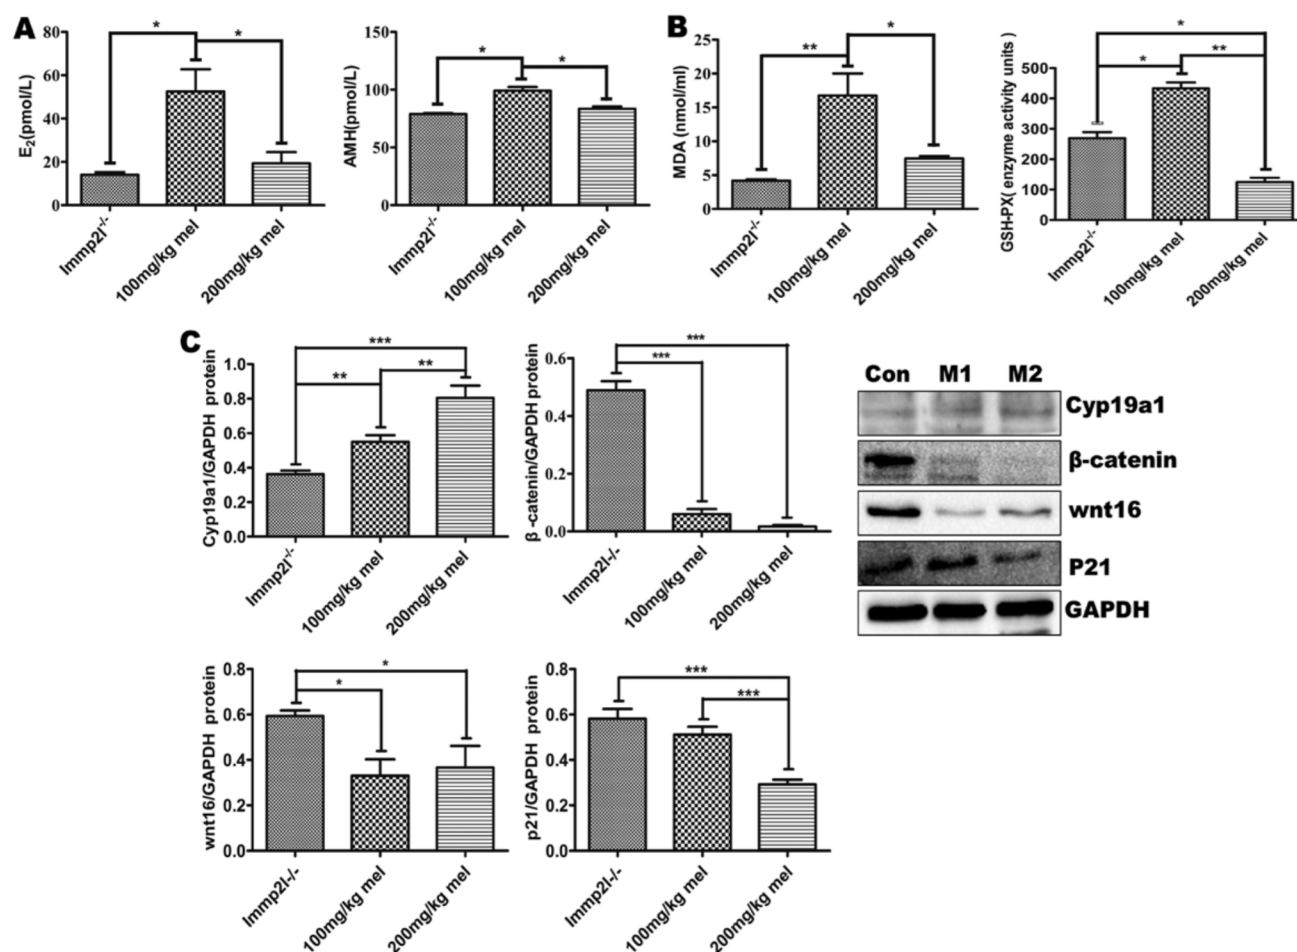 A
E₂(pmol/L)
80
60
40
20
0
*
*
Immp2l⁻/⁻
100mg/kg mel
200mg/kg mel
AMH(pmol/L)
150
100
50
0
*
*
Immp2l⁻/⁻
100mg/kg mel
200mg/kg mel
B
MDA (nmol/ml)
25
20
15
10
5
0
**
*
Immp2l⁻/⁻
100mg/kg mel
200mg/kg mel
GSH-PX( enzyme activity units)
500
400
300
200
100
0
*
*
**
Immp2l⁻/⁻
100mg/kg mel
200mg/kg mel
C
Cyp19a1/GAPDH protein
1.0
0.8
0.6
0.4
0.2
0.0
***
**
**
Immp2l⁻/⁻
100mg/kg mel
200mg/kg mel
β -catenin/GAPDH protein
0.6
0.4
0.2
0.0
***
***
Immp2l-/-
100mg/kg mel
200mg/kg mel
Con M1 M2
Cyp19a1
β-catenin
wnt16
P21
GAPDH
wnt16/GAPDH protein
0.8
0.6
0.4
0.2
0.0
*
*
Immp2l-/-
100mg/kg mel
200mg/kg mel
p21/GAPDH protein
0.8
0.6
0.4
0.2
0.0
***
***
Immp2l-/-
100mg/kg mel
200mg/kg mel